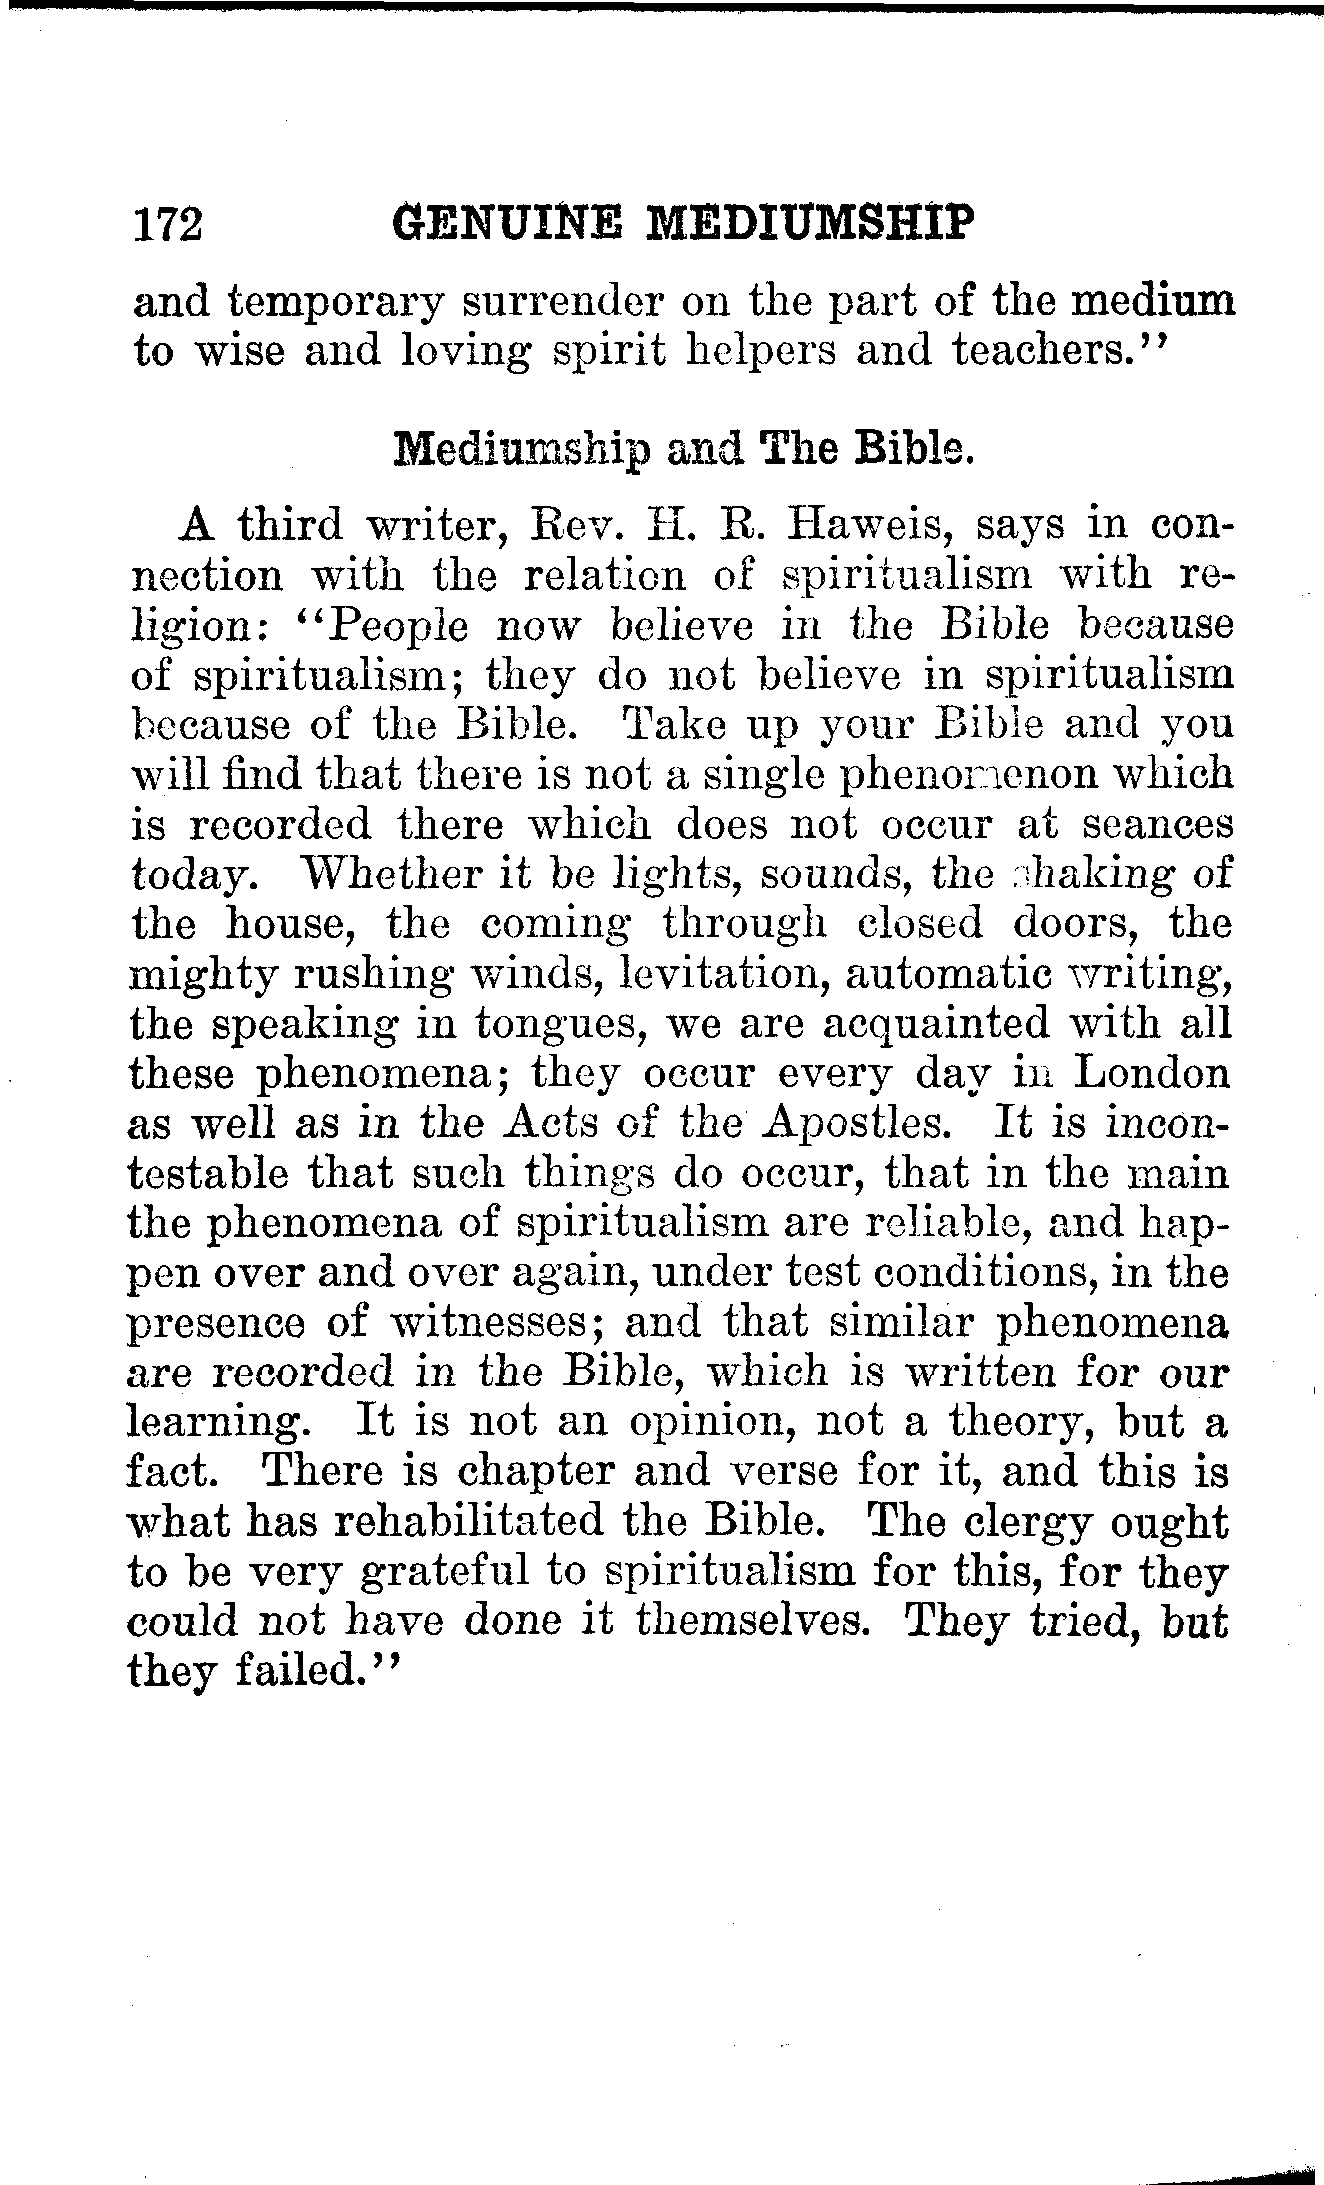 172 GENUINE MEDIUMSHIP
and temporary surrender on the part of the medium
to wise and loving spirit helpers and teachers.''
Mediumship and The Bible.
A third writer, Rev. H. R. Haweis, says in con-
nection with the relation of spiritualism with re-
ligion: ''People now believe in the Bible because
of spiritualism; they do not believe in spiritualism
because of the Bible. Take up your Bible and you
will find that there is not a single phenomenon which
is recorded there which does not occur at seances
today. Whether it be lights, sounds, the shaking of
the house, the coming through closed doors, the
mighty rushing winds, levitation, automatic writing,
the speaking in tongues, we are acquainted with all
these phenomena; they occur every day in London
as well as in the Acts of the Apostles. It is incon-
testable that such things do occur, that in the main
the phenomena of spiritualism are reliable, and hap-
pen over and over again, under test conditions, in the
presence of witnesses; and that similar phenomena
are recorded in the Bible, which is written for our
learning. It is not an opinion, not a theory, but a
fact. There is chapter and verse for it, and this is
what has rehabilitated the Bible. The clergy ought
to be very grateful to spiritualism for this, for they
could not have done it themselves. They tried, but
they failed.''